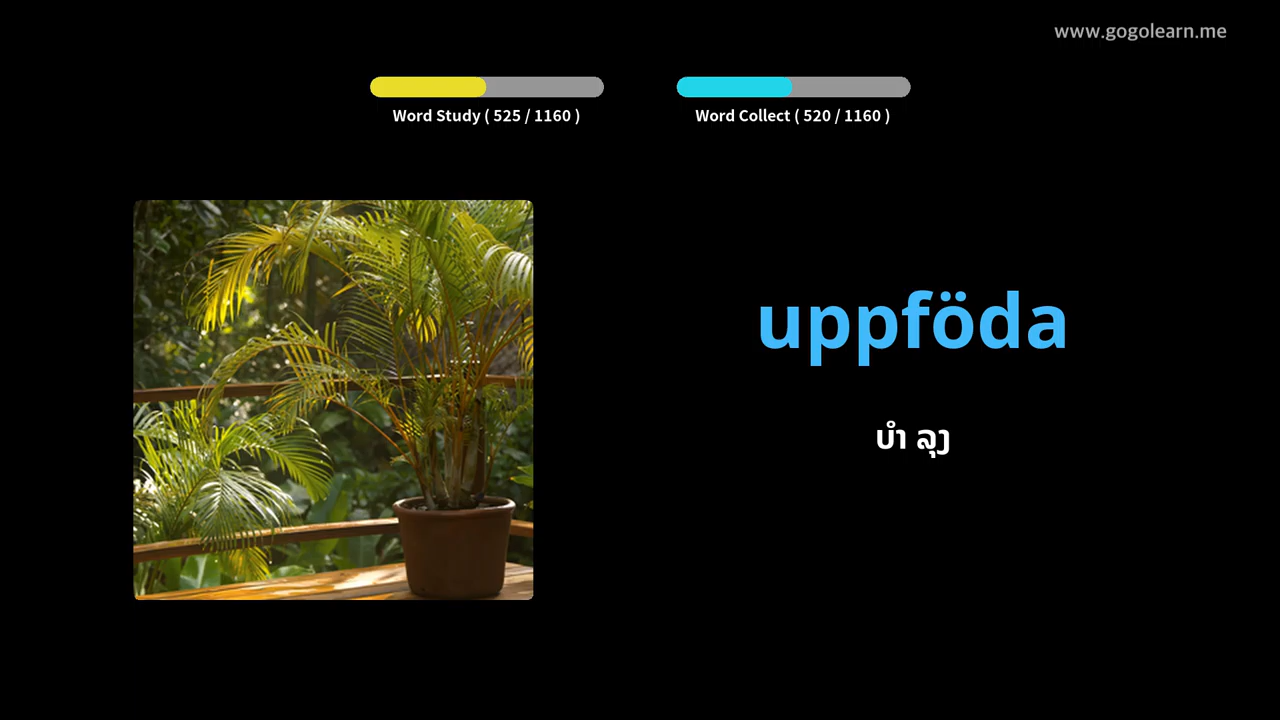 www.gogolearn.me
Word Study ( 525 / 1160 )
Word Collect ( 520 / 1160 )
uppföda
ບຳ ລຸງ